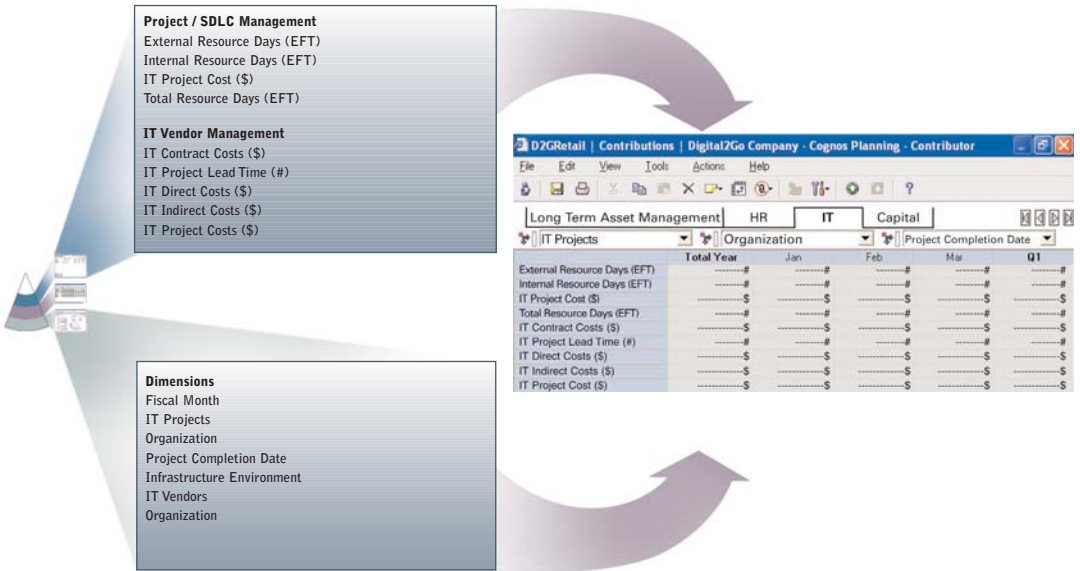 Project / SDLC Management
External Resource Days (EFT)
Internal Resource Days (EFT)
IT Project Cost ($)
Total Resource Days (EFT)
IT Vendor Management
IT Contract Costs ($)
IT Project Lead Time (#)
IT Direct Costs ($)
IT Indirect Costs ($)
IT Project Costs ($)
Dimensions
Fiscal Month
IT Projects
Organization
Project Completion Date
Infrastructure Environment
IT Vendors
Organization
D2GRetail | Contributions | Digital2Go Company - Cognos Planning - Contributor
File Edit View Tools Actions Help
Long Term Asset Management HR IT Capital
IT Projects Organization Project Completion Date
Total Year Jan Feb Mar Q1
External Resource Days (EFT) --------# --------# --------# --------# --------#
Internal Resource Days (EFT) --------# --------# --------# --------# --------#
IT Project Cost ($) ------------$ ------------$ ------------$ ------------$ ------------$
Total Resource Days (EFT) --------# --------# --------# --------# --------#
IT Contract Costs ($) ------------$ ------------$ ------------$ ------------$ ------------$
IT Project Lead Time (#) --------# --------# --------# --------# --------#
IT Direct Costs ($) ------------$ ------------$ ------------$ ------------$ ------------$
IT Indirect Costs ($) ------------$ ------------$ ------------$ ------------$ ------------$
IT Project Cost ($) ------------$ ------------$ ------------$ ------------$ ------------$